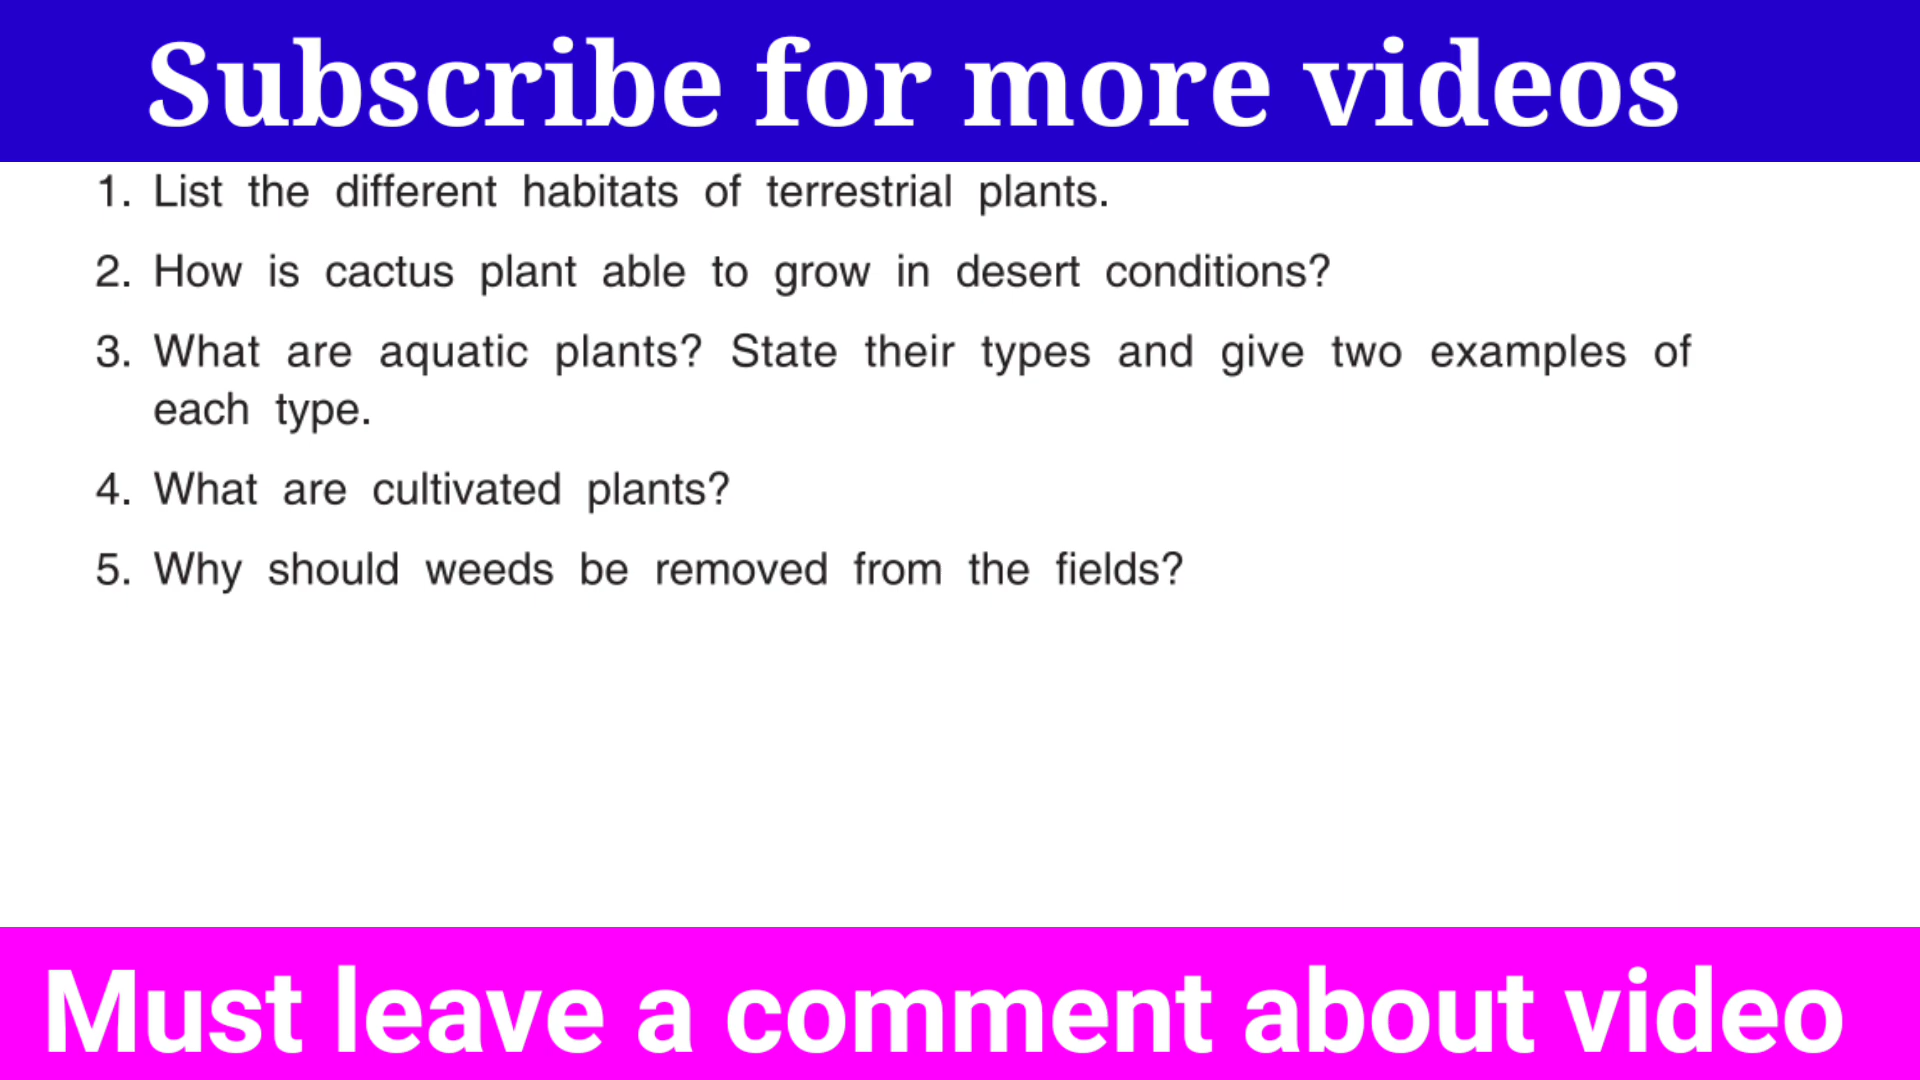 Subscribe for more videos
1. List the different habitats of terrestrial plants.
2. How is cactus plant able to grow in desert conditions?
3. What are aquatic plants? State their types and give two examples of
each type.
4. What are cultivated plants?
5. Why should weeds be removed from the fields?
Must leave a comment about video